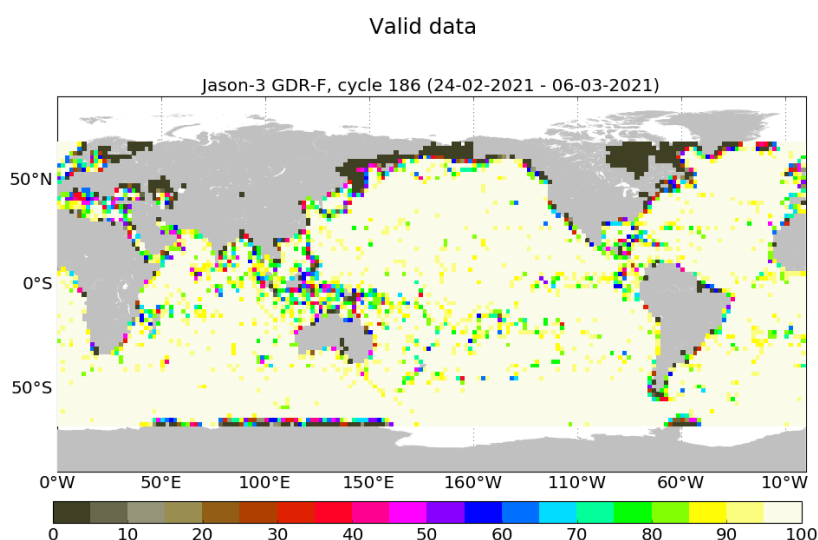 Valid data
Jason-3 GDR-F, cycle 186 (24-02-2021 - 06-03-2021)
50°N
0°S
50°S
0°W 50°E 100°E 150°E 160°W 110°W 60°W 10°W
0 10 20 30 40 50 60 70 80 90 100